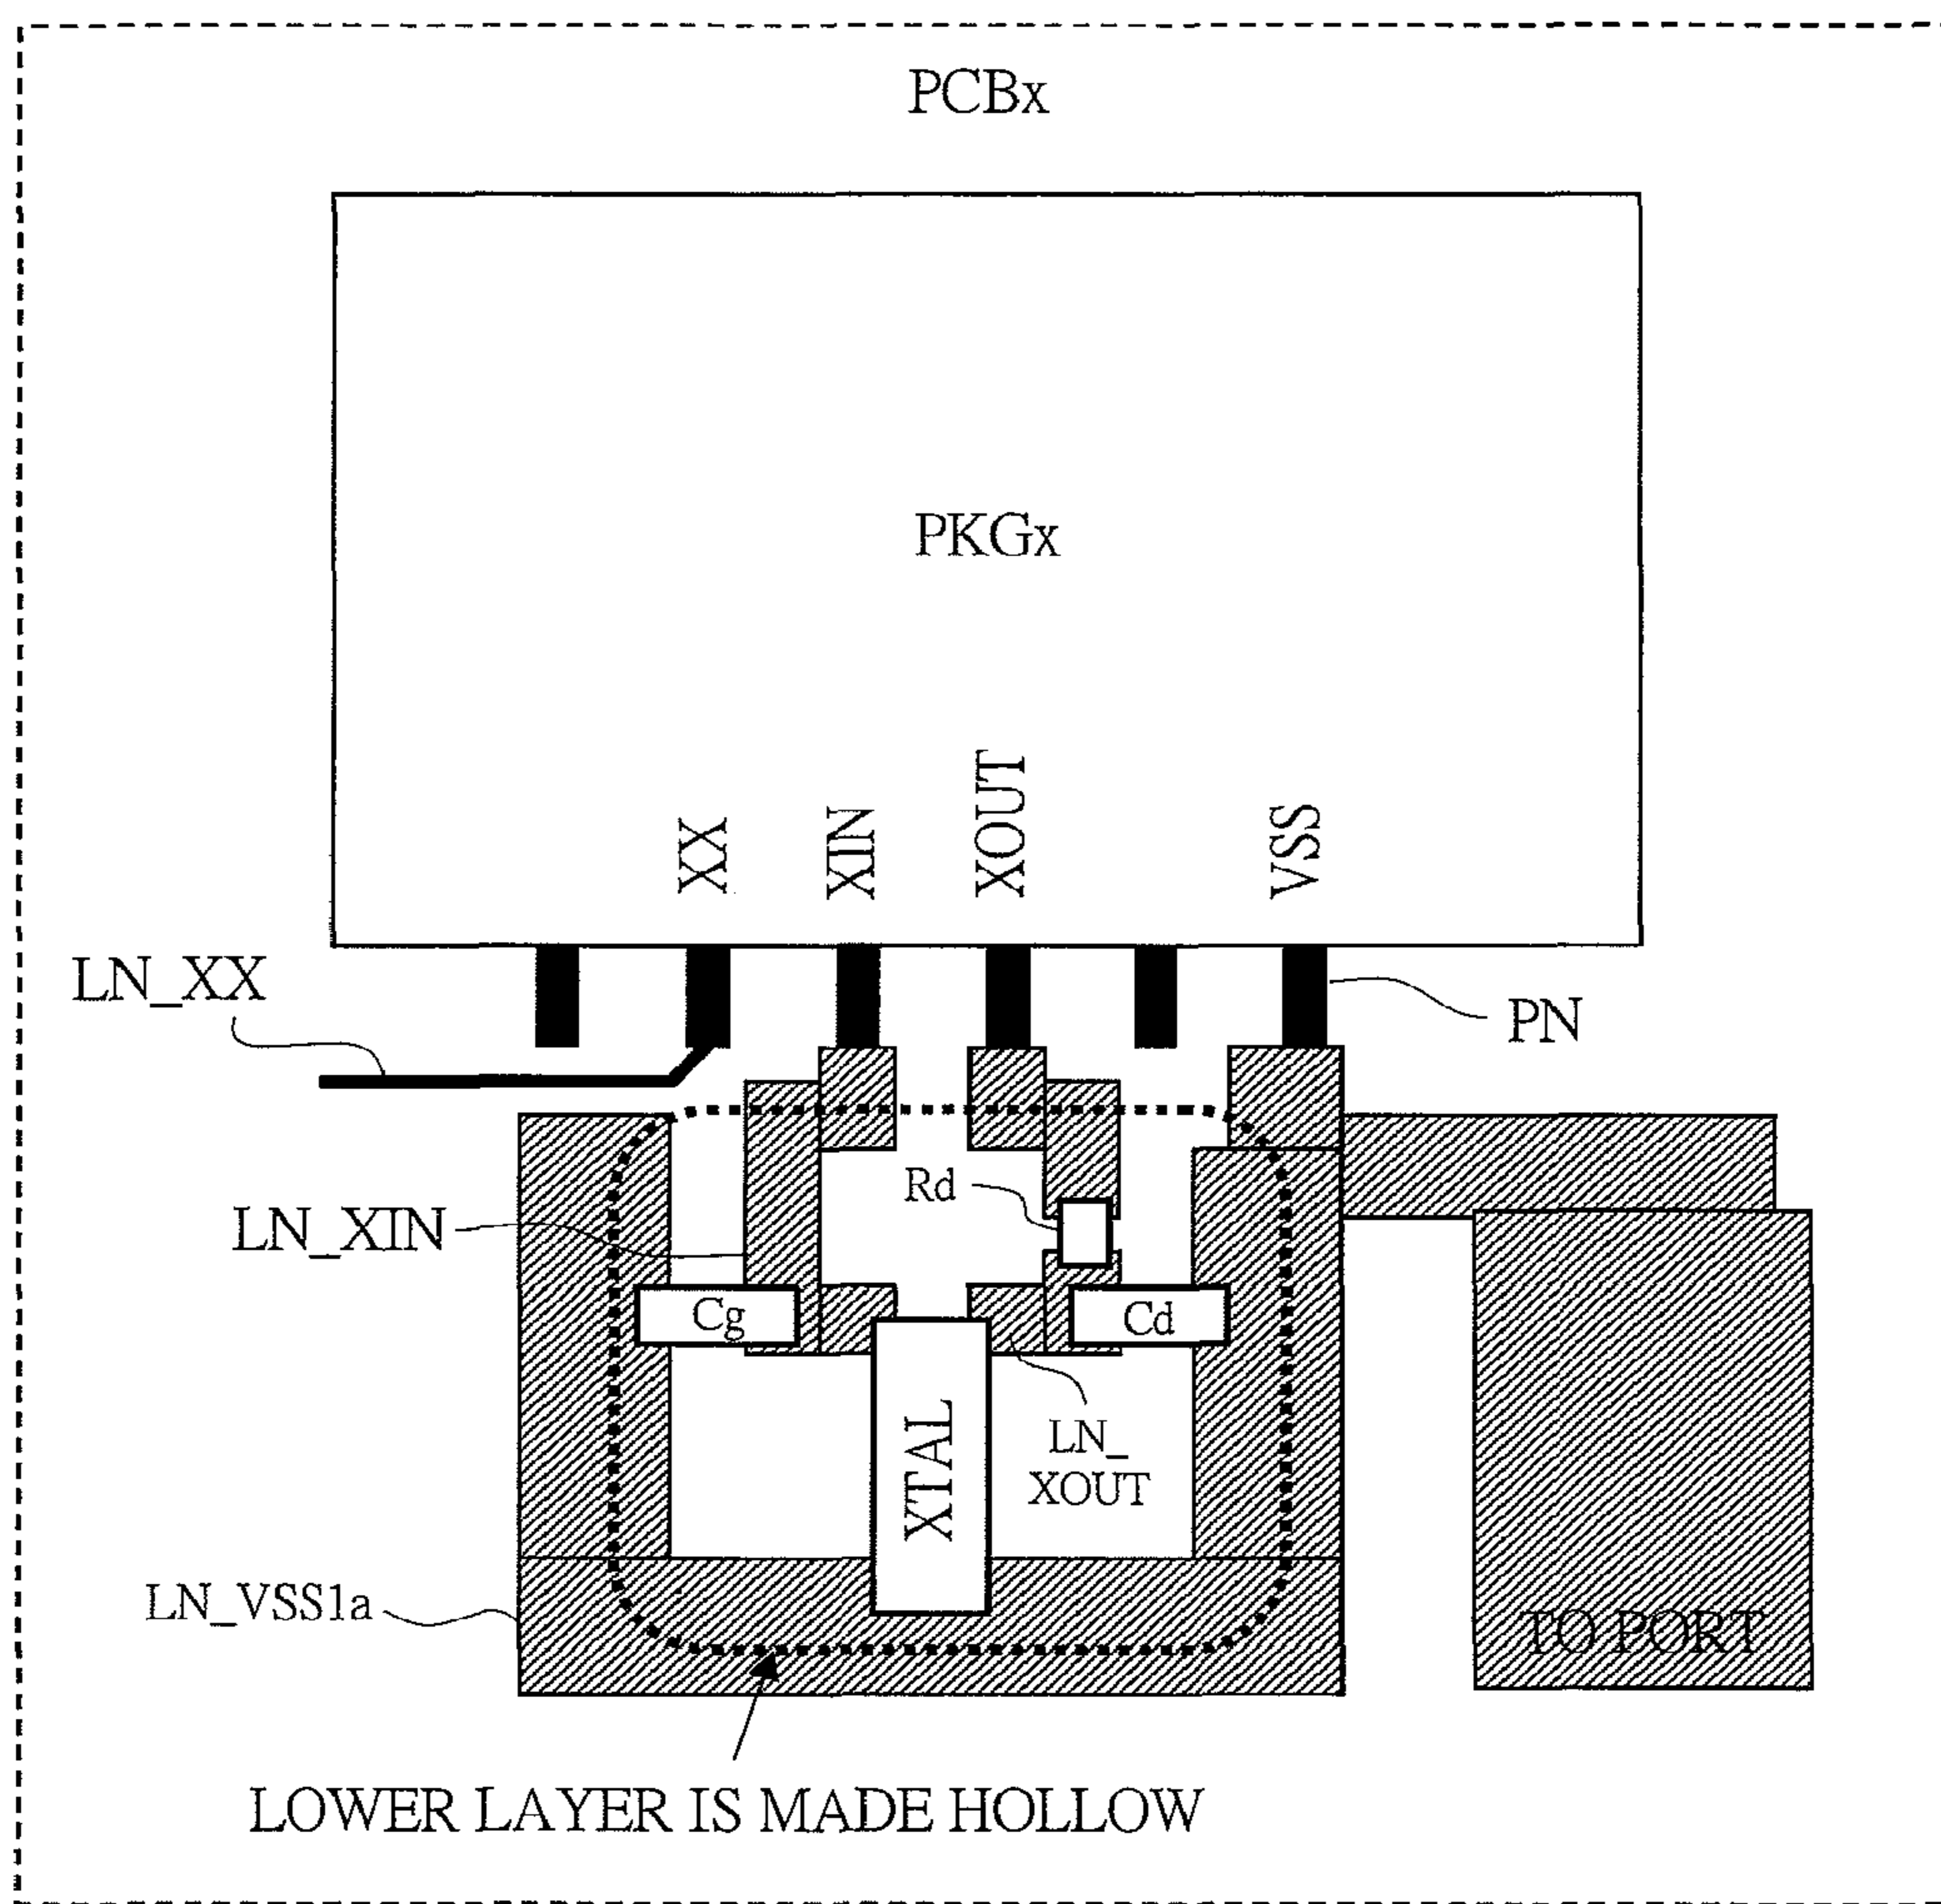 PCBx
PKGx
XX
XIN
XOUT
VSS
LN_XX
PN
Rd
LN_XIN
Cg
Cd
XTAL
LN_
XOUT
LN_VSS1a
TO PORT
LOWER LAYER IS MADE HOLLOW